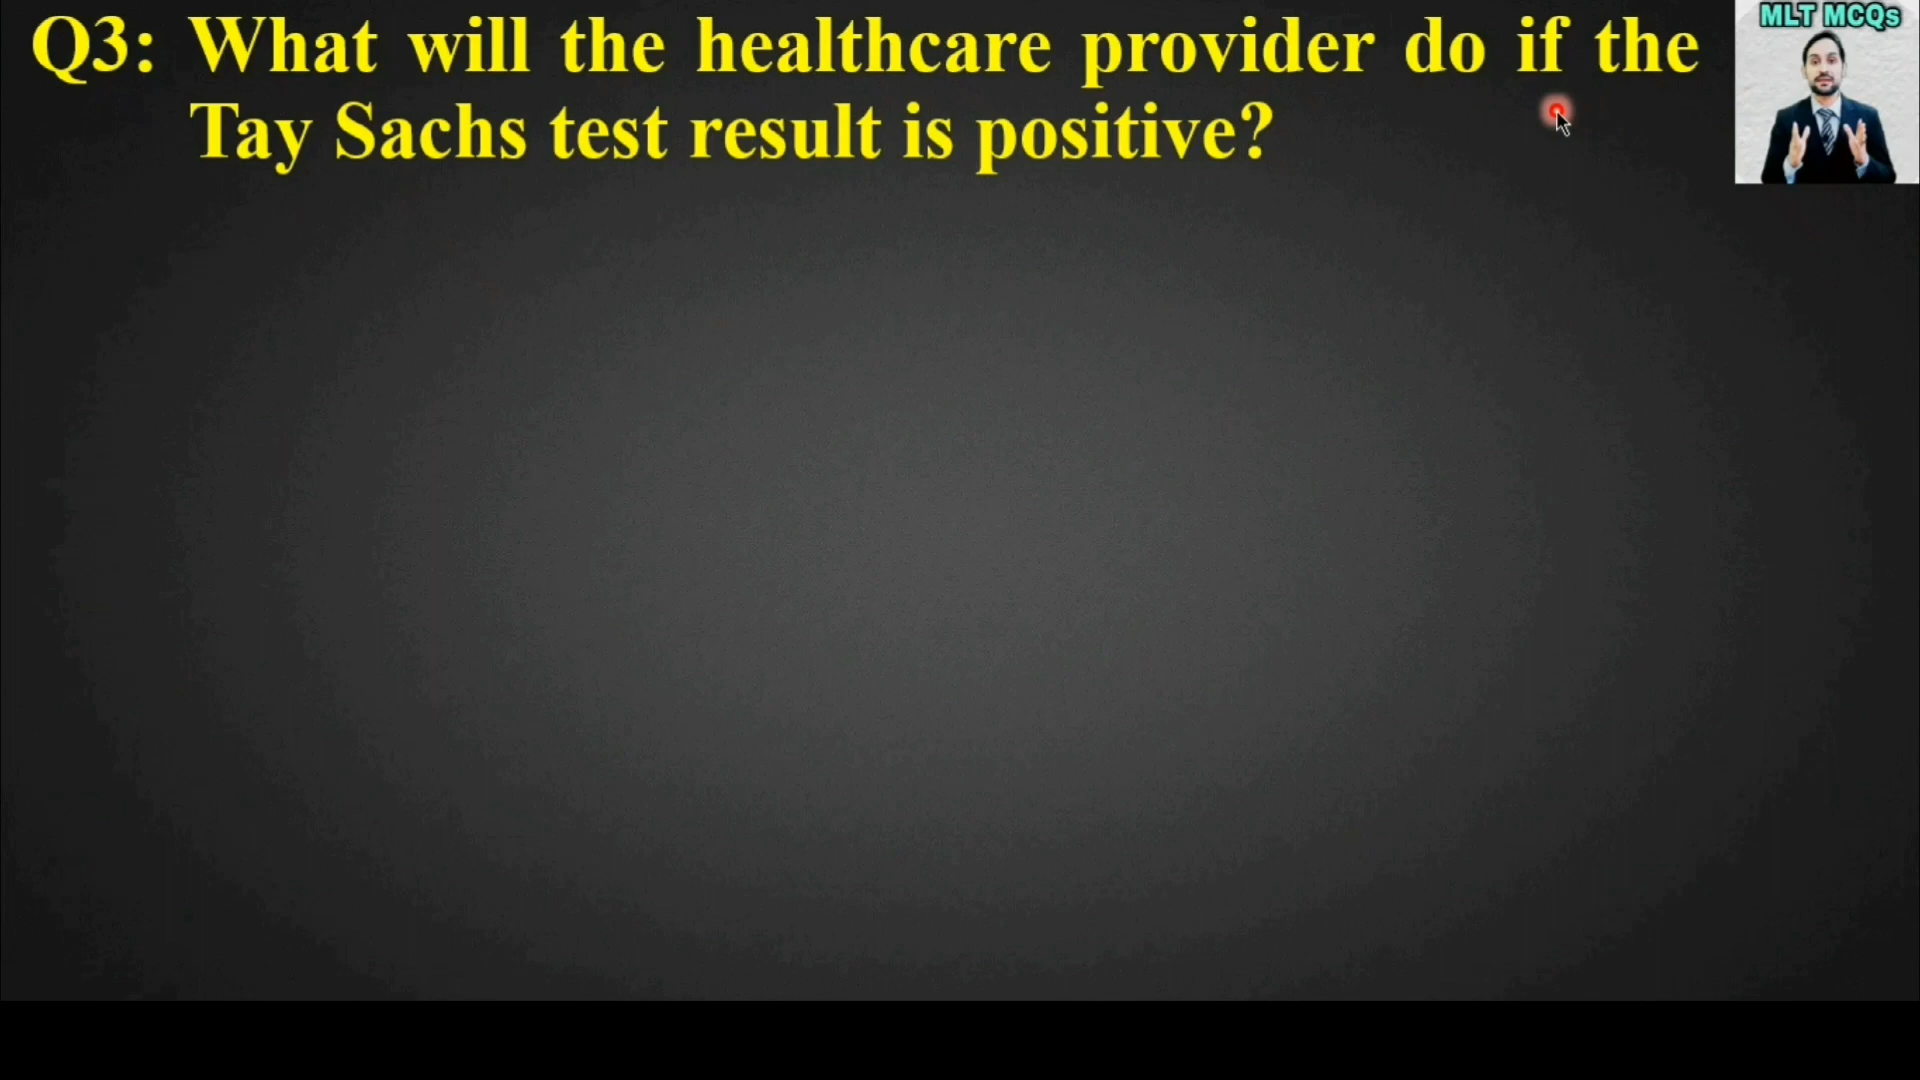 MLT MCQs
Q3: What will the healthcare provider do if the
Tay Sachs test result is positive?